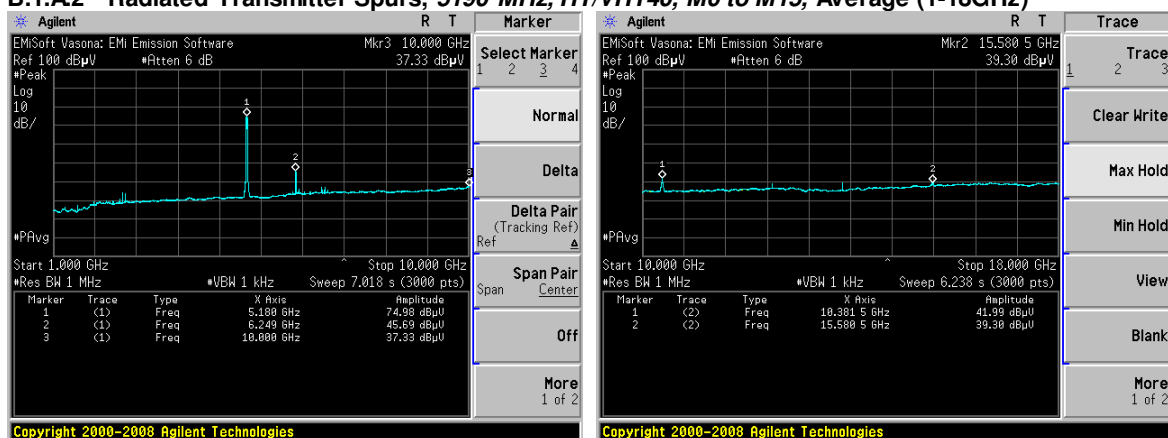 B.1.A.2 Radiated Transmitter Spurs, 5190 MHz, HT/VHT40, M0 to M15, Average (1-18GHz)
Agilent R T Marker
EMiSoft Vasona: EMi Emission Software Mkr3 10.000 GHz
Ref 100 dBµV #Atten 6 dB 37.33 dBµV
#Peak
Log
10
dB/
1
2
3
#PAvg
Start 1.000 GHz ^ Stop 10.000 GHz
#Res BW 1 MHz #VBW 1 kHz Sweep 7.018 s (3000 pts)
Marker Trace Type X Axis Amplitude
1 (1) Freq 5.180 GHz 74.98 dBµV
2 (1) Freq 6.249 GHz 45.69 dBµV
3 (1) Freq 10.000 GHz 37.33 dBµV
Select Marker
1 2 3 4
Normal
Delta
Delta Pair
(Tracking Ref)
Ref Δ
Span Pair
Span Center
Off
More
1 of 2
Copyright 2000-2008 Agilent Technologies
Agilent R T Trace
EMiSoft Vasona: EMi Emission Software Mkr2 15.580 5 GHz
Ref 100 dBµV #Atten 6 dB 39.30 dBµV
#Peak
Log
10
dB/
1
2
#PAvg
Start 10.000 GHz ^ Stop 18.000 GHz
#Res BW 1 MHz #VBW 1 kHz Sweep 6.238 s (3000 pts)
Marker Trace Type X Axis Amplitude
1 (2) Freq 10.381 5 GHz 41.99 dBµV
2 (2) Freq 15.580 5 GHz 39.30 dBµV
Trace
1 2 3
Clear Write
Max Hold
Min Hold
View
Blank
More
1 of 2
Copyright 2000-2008 Agilent Technologies